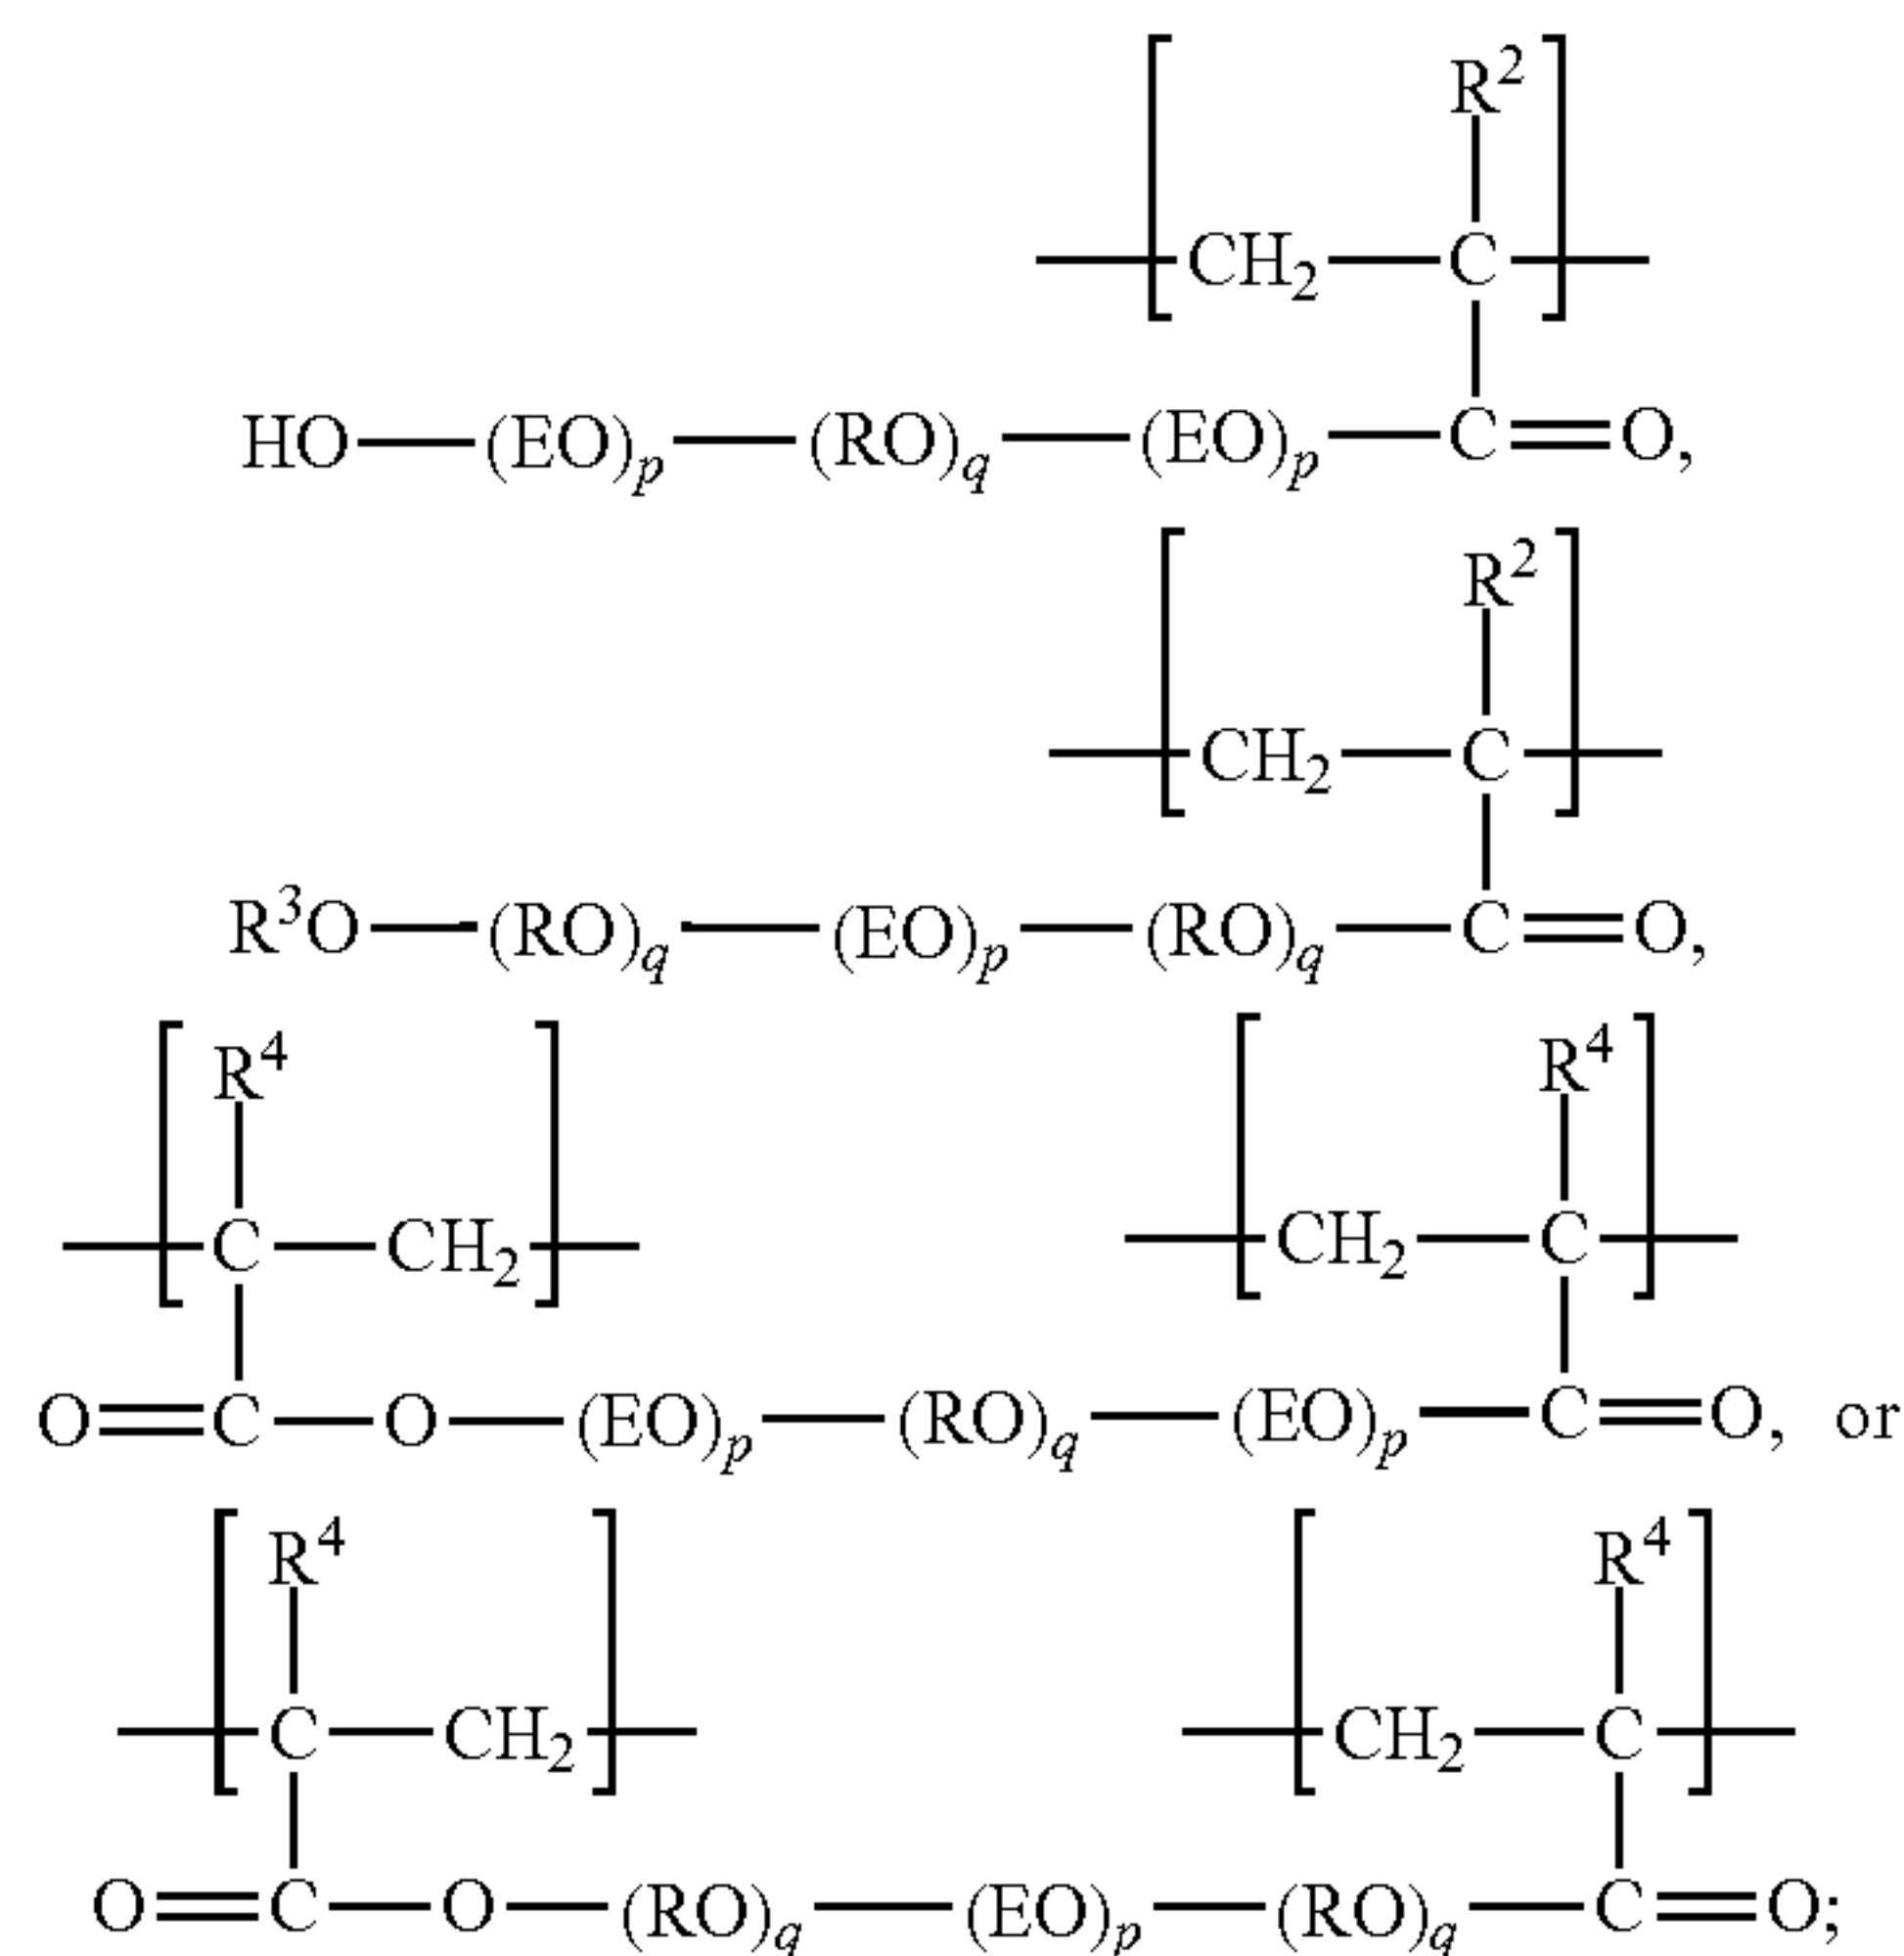 R²
CH₂ C
HO (EO)ₚ (RO)q (EO)ₚ C O,
R²
CH₂ C
R³O (RO)q (EO)ₚ (RO)q C O,
R⁴ R⁴
C CH₂ CH₂ C
O C O (EO)ₚ (RO)q (EO)ₚ C O, or
R⁴ R⁴
C CH₂ CH₂ C
O C O (RO)q (EO)ₚ (RO)q C O;